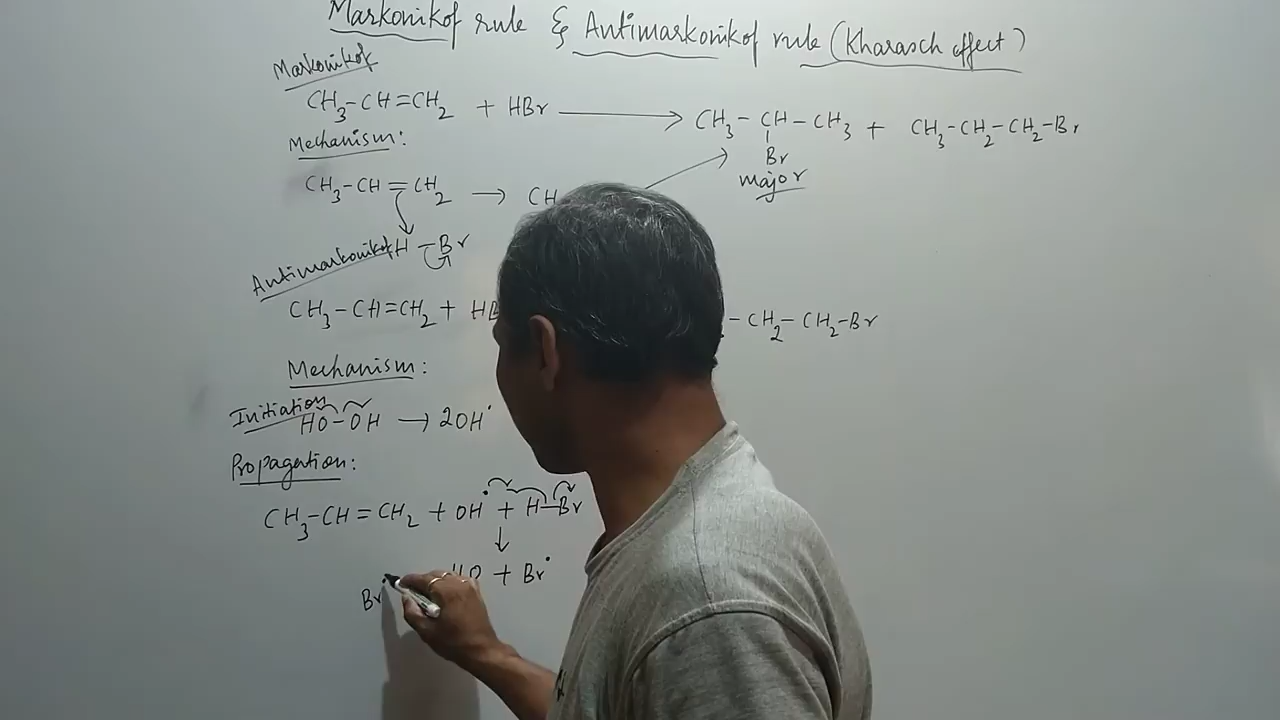 Markonikof rule & Antimarkonikof rule (Kharasch effect)
Markonikof
CH3-CH=CH2 + HBr ⟶ CH3-CH-CH3 + CH3-CH2-CH2-Br
Br
major
Mechanism:
CH3-CH=CH2 → CH
H-Br
Antimarkonikof
CH3-CH=CH2 + HB -CH2-CH2-Br
Mechanism:
Initiation
HO-OH → 2OH•
Propagation:
CH3-CH=CH2 + OH• + H-Br
↓
+ Br•
Br•